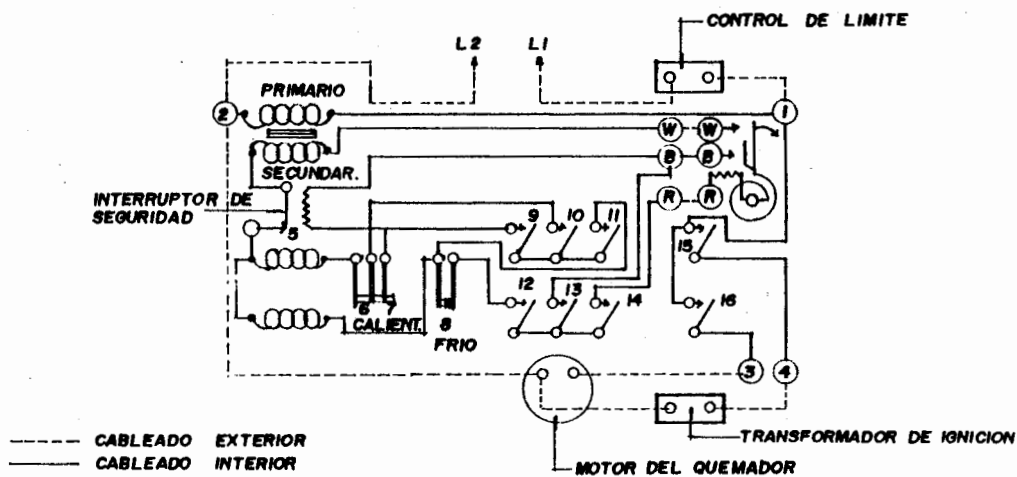 CONTROL DE LIMITE
L2
L1
PRIMARIO
2
1
W
W
B
B
SECUNDAR.
R
R
INTERRUPTOR DE
SEGURIDAD
5
9
10
11
15
12
13
14
16
6
7
8
CALIENT.
FRIO
3
4
CABLEADO EXTERIOR
CABLEADO INTERIOR
TRANSFORMADOR DE IGNICION
MOTOR DEL QUEMADOR